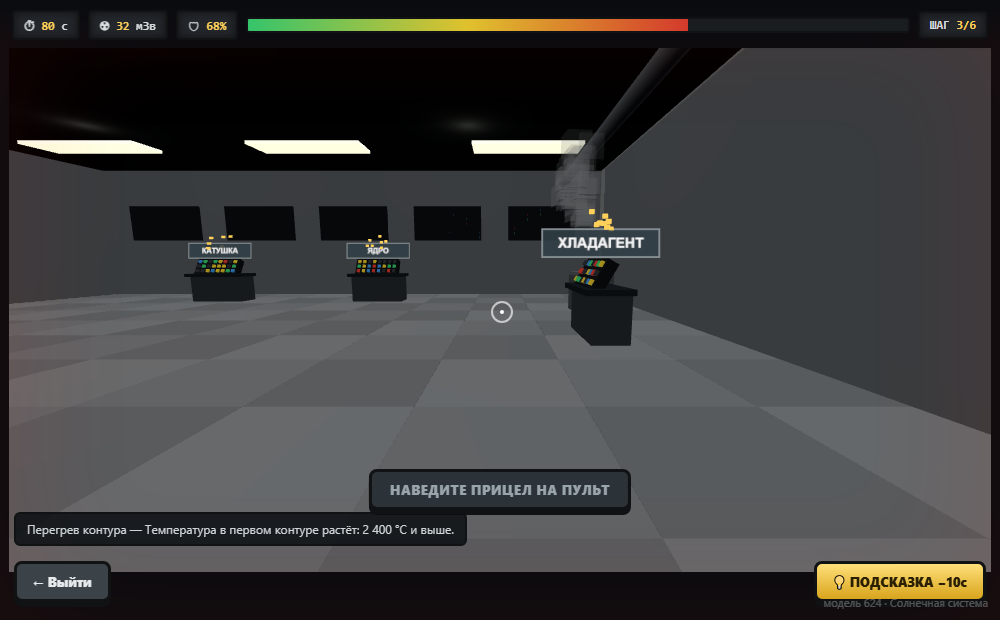 80 с
32 мЗв
68%
ШАГ 3/6
КАТУШКА
ЯДРО
ХЛАДАГЕНТ
НАВЕДИТЕ ПРИЦЕЛ НА ПУЛЬТ
Перегрев контура — Температура в первом контуре растёт: 2 400 °C и выше.
← Выйти
ПОДСКАЗКА −10с
модель 624 · Солнечная система